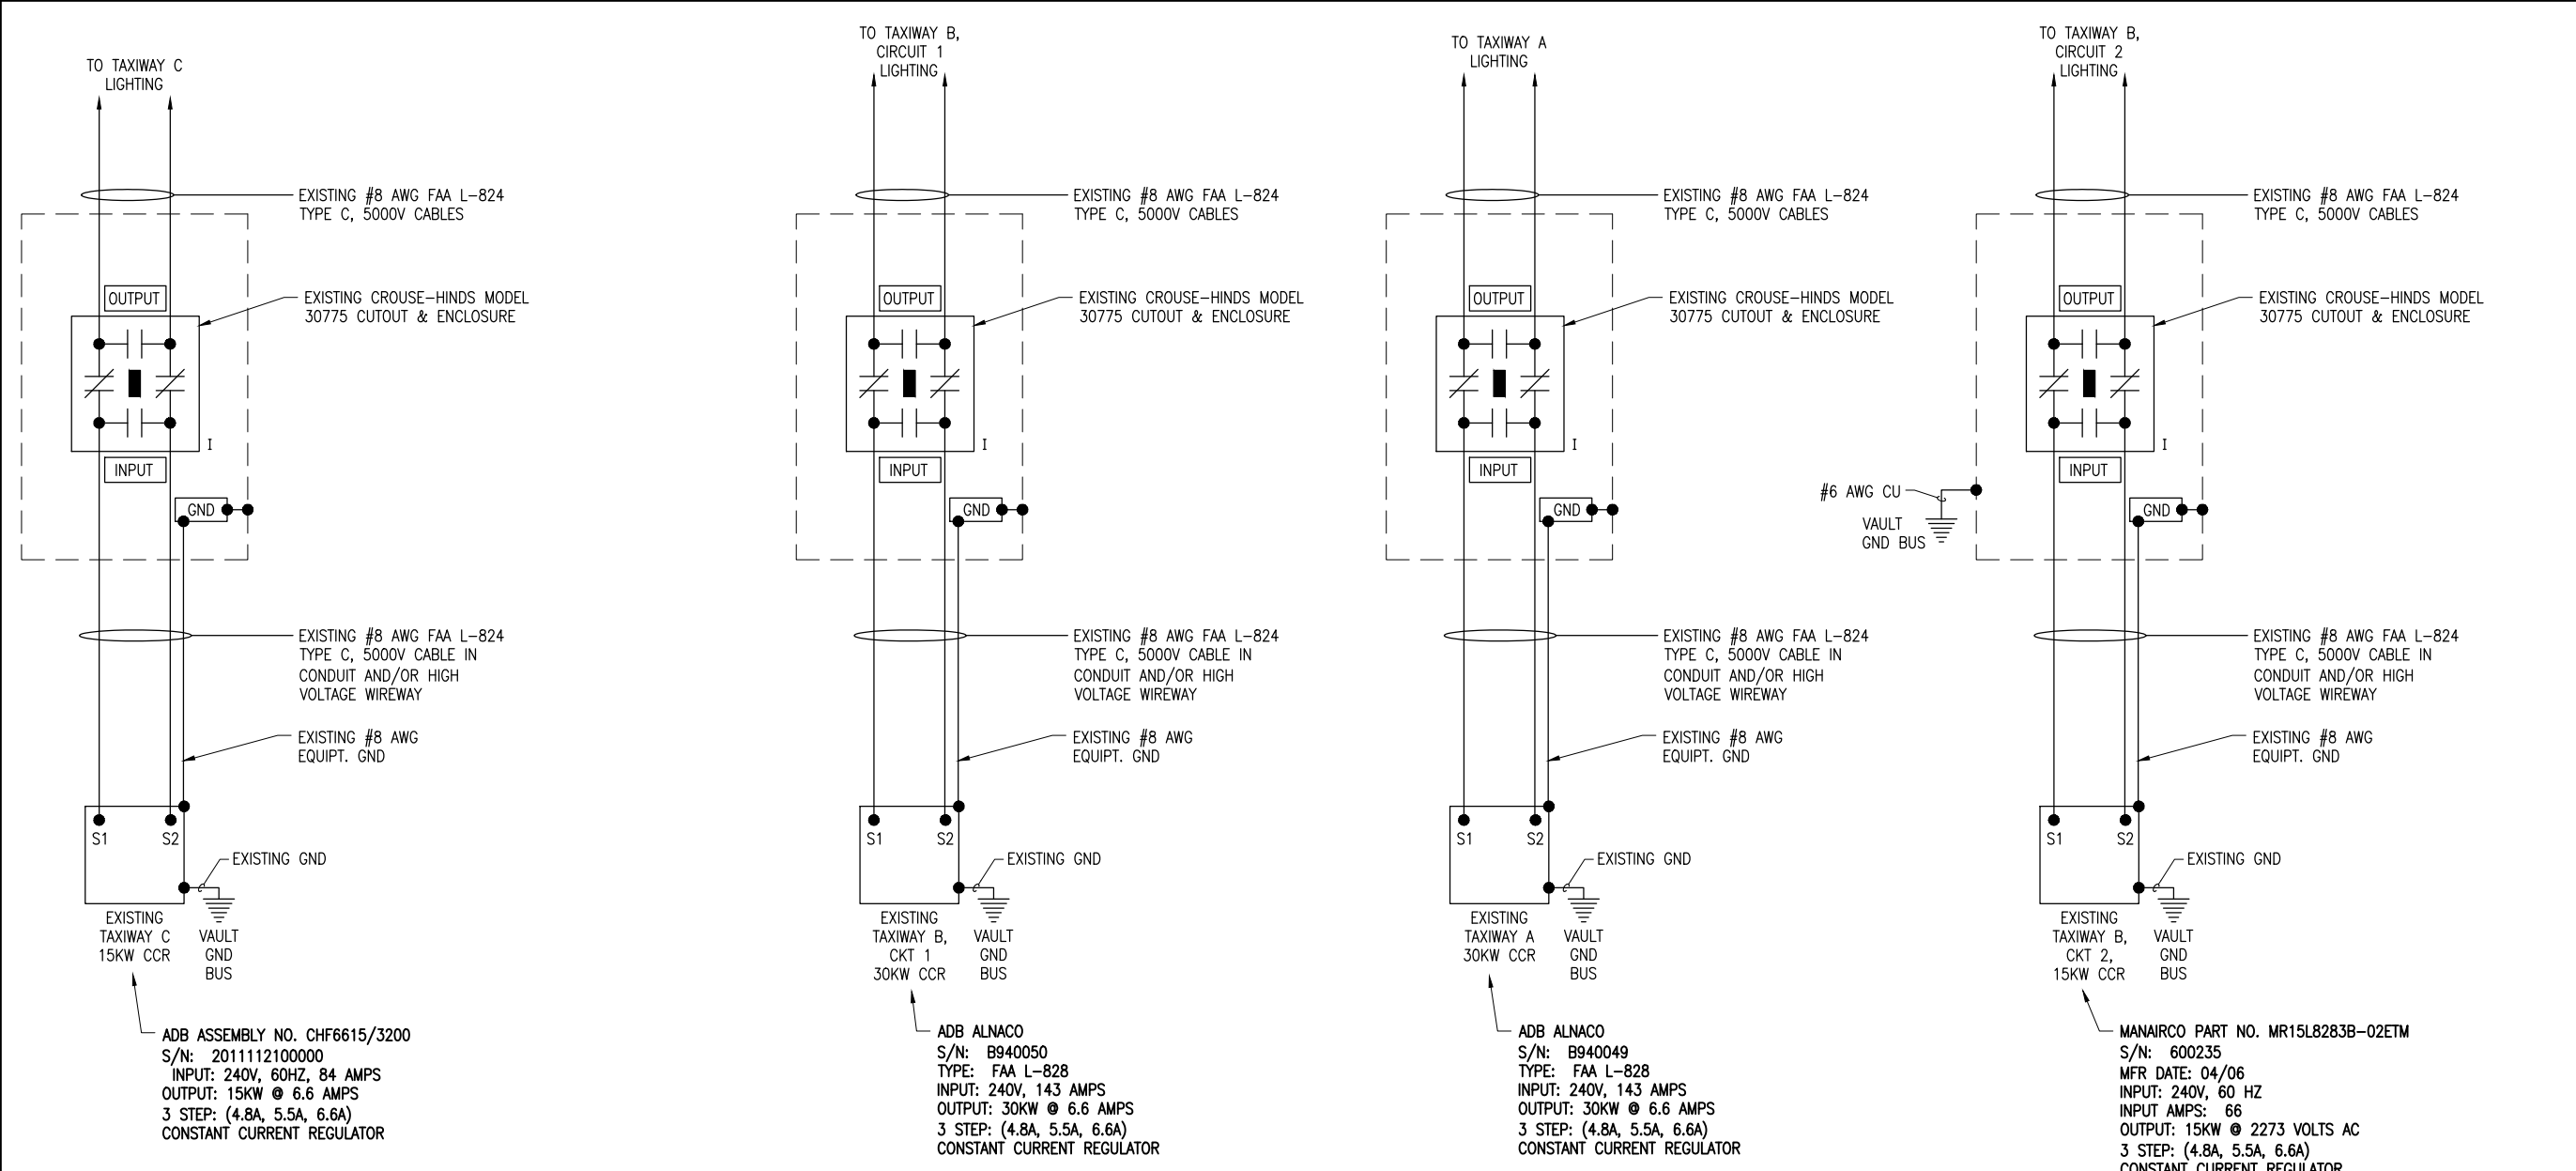 TO TAXIWAY C
LIGHTING
EXISTING #8 AWG FAA L-824
TYPE C, 5000V CABLES
OUTPUT
EXISTING CROUSE-HINDS MODEL
30775 CUTOUT & ENCLOSURE
I
INPUT
GND
EXISTING #8 AWG FAA L-824
TYPE C, 5000V CABLE IN
CONDUIT AND/OR HIGH
VOLTAGE WIREWAY
EXISTING #8 AWG
EQUIPT. GND
S1 S2
EXISTING GND
EXISTING
TAXIWAY C
15KW CCR
VAULT
GND
BUS
ADB ASSEMBLY NO. CHF6615/3200
S/N: 2011112100000
INPUT: 240V, 60HZ, 84 AMPS
OUTPUT: 15KW @ 6.6 AMPS
3 STEP: (4.8A, 5.5A, 6.6A)
CONSTANT CURRENT REGULATOR
TO TAXIWAY B,
CIRCUIT 1
LIGHTING
EXISTING #8 AWG FAA L-824
TYPE C, 5000V CABLES
OUTPUT
EXISTING CROUSE-HINDS MODEL
30775 CUTOUT & ENCLOSURE
I
INPUT
GND
EXISTING #8 AWG FAA L-824
TYPE C, 5000V CABLE IN
CONDUIT AND/OR HIGH
VOLTAGE WIREWAY
EXISTING #8 AWG
EQUIPT. GND
S1 S2
EXISTING GND
EXISTING
TAXIWAY B,
CKT 1
30KW CCR
VAULT
GND
BUS
ADB ALNACO
S/N: B940050
TYPE: FAA L-828
INPUT: 240V, 143 AMPS
OUTPUT: 30KW @ 6.6 AMPS
3 STEP: (4.8A, 5.5A, 6.6A)
CONSTANT CURRENT REGULATOR
TO TAXIWAY A
LIGHTING
EXISTING #8 AWG FAA L-824
TYPE C, 5000V CABLES
OUTPUT
EXISTING CROUSE-HINDS MODEL
30775 CUTOUT & ENCLOSURE
I
INPUT
GND
EXISTING #8 AWG FAA L-824
TYPE C, 5000V CABLE IN
CONDUIT AND/OR HIGH
VOLTAGE WIREWAY
EXISTING #8 AWG
EQUIPT. GND
S1 S2
EXISTING GND
EXISTING
TAXIWAY A
30KW CCR
VAULT
GND
BUS
ADB ALNACO
S/N: B940049
TYPE: FAA L-828
INPUT: 240V, 143 AMPS
OUTPUT: 30KW @ 6.6 AMPS
3 STEP: (4.8A, 5.5A, 6.6A)
CONSTANT CURRENT REGULATOR
TO TAXIWAY B,
CIRCUIT 2
LIGHTING
EXISTING #8 AWG FAA L-824
TYPE C, 5000V CABLES
OUTPUT
EXISTING CROUSE-HINDS MODEL
30775 CUTOUT & ENCLOSURE
I
INPUT
#6 AWG CU
VAULT
GND BUS
GND
EXISTING #8 AWG FAA L-824
TYPE C, 5000V CABLE IN
CONDUIT AND/OR HIGH
VOLTAGE WIREWAY
EXISTING #8 AWG
EQUIPT. GND
S1 S2
EXISTING GND
EXISTING
TAXIWAY B,
CKT 2,
15KW CCR
VAULT
GND
BUS
MANAIRCO PART NO. MR15L8283B-02ETM
S/N: 600235
MFR DATE: 04/06
INPUT: 240V, 60 HZ
INPUT AMPS: 66
OUTPUT: 15KW @ 2273 VOLTS AC
3 STEP: (4.8A, 5.5A, 6.6A)
CONSTANT CURRENT REGULATOR